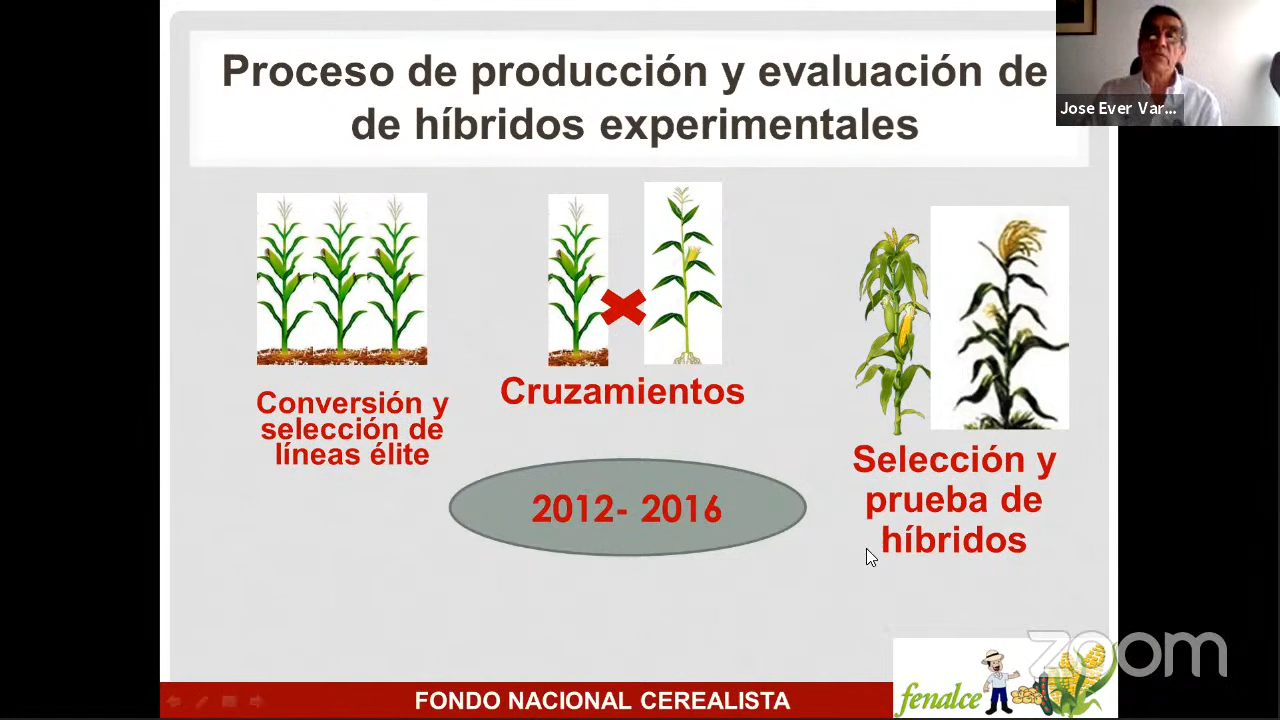 Proceso de producción y evaluación de
de híbridos experimentales
Jose Ever Var...
Conversión y
selección de
líneas élite
Cruzamientos
Selección y
prueba de
híbridos
2012- 2016
FONDO NACIONAL CEREALISTA
fenalce
zoom